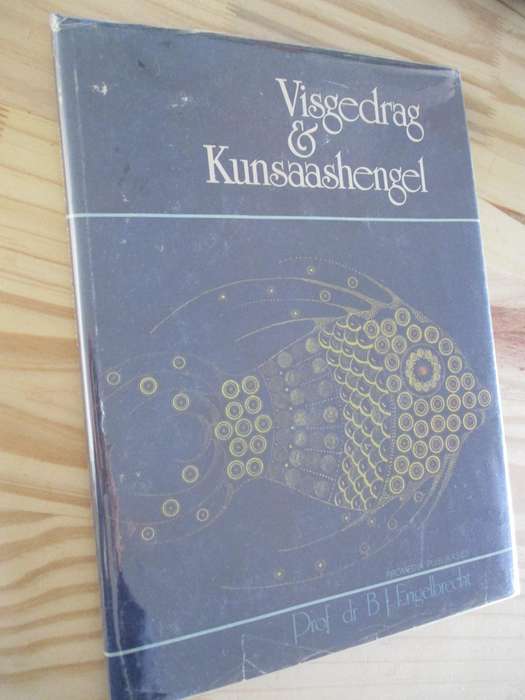 Visgedrag
&
Kunsaashengel
Prof dr B J Engelbrecht